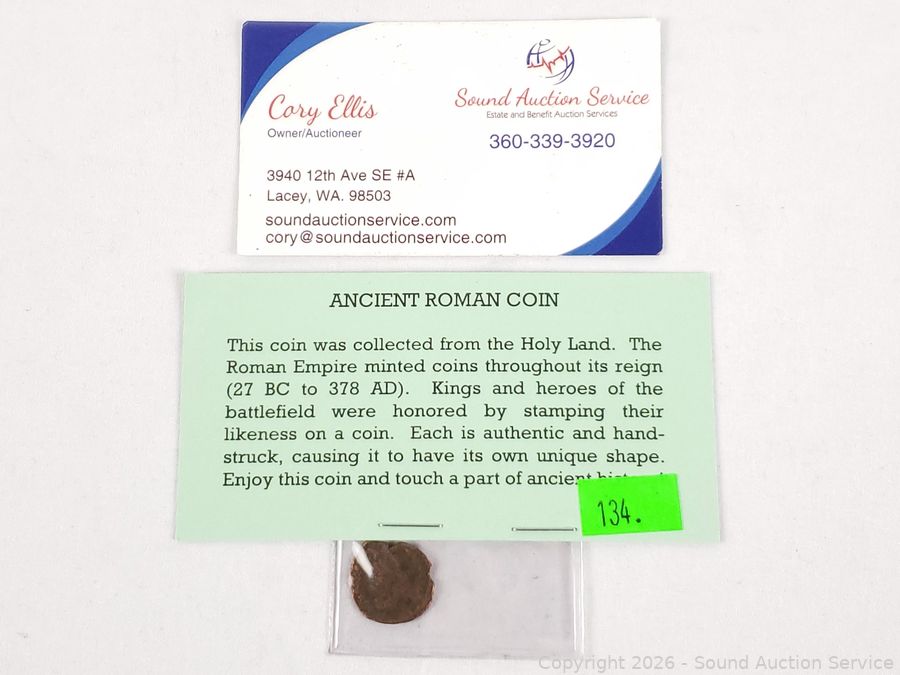 Cory Ellis
Owner/Auctioneer
Sound Auction Service
Estate and Benefit Auction Services
360-339-3920
3940 12th Ave SE #A
Lacey, WA. 98503
soundauctionservice.com
cory@soundauctionservice.com
ANCIENT ROMAN COIN
This coin was collected from the Holy Land. The
Roman Empire minted coins throughout its reign
(27 BC to 378 AD). Kings and heroes of the
battlefield were honored by stamping their
likeness on a coin. Each is authentic and hand-
struck, causing it to have its own unique shape.
Enjoy this coin and touch a part of ancient
134.
Copyright 2026 - Sound Auction Service